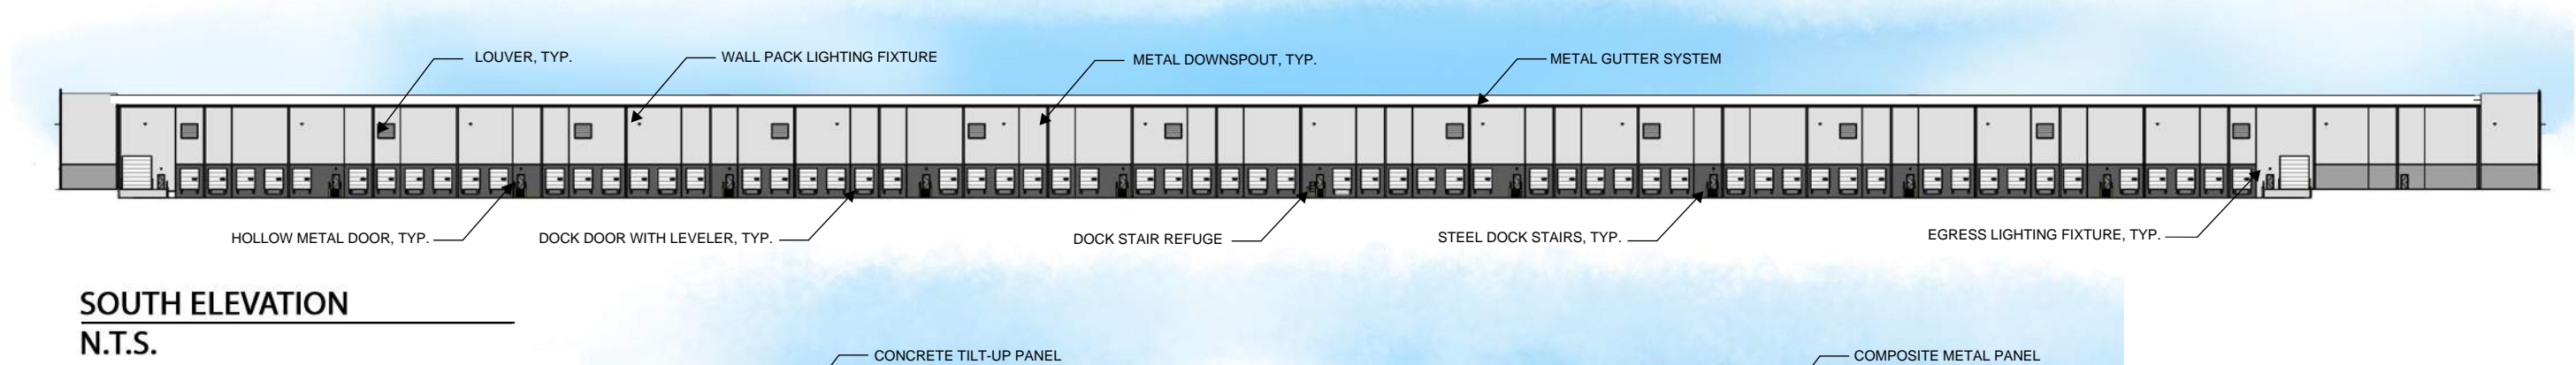 LOUVER, TYP.
WALL PACK LIGHTING FIXTURE
METAL DOWNSPOUT, TYP.
METAL GUTTER SYSTEM
HOLLOW METAL DOOR, TYP.
DOCK DOOR WITH LEVELER, TYP.
DOCK STAIR REFUGE
STEEL DOCK STAIRS, TYP.
EGRESS LIGHTING FIXTURE, TYP.
SOUTH ELEVATION
N.T.S.
CONCRETE TILT-UP PANEL
COMPOSITE METAL PANEL